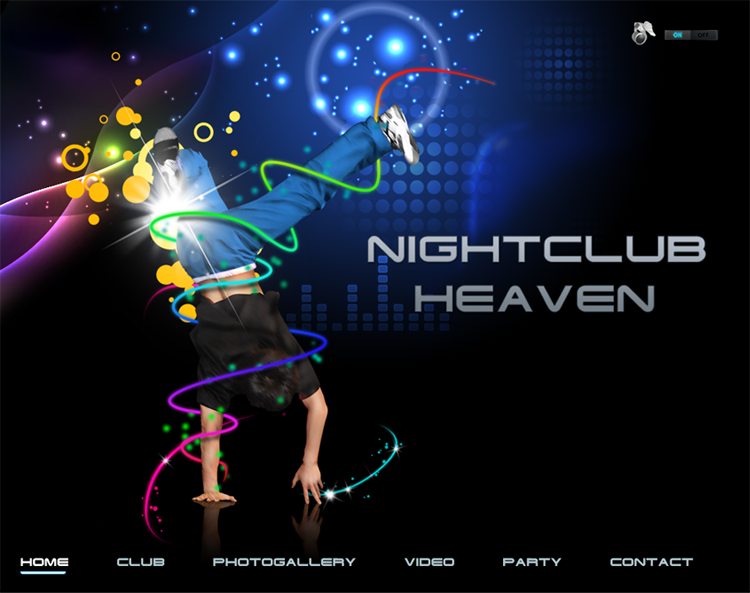 ON OFF
NIGHTCLUB
HEAVEN
HOME CLUB PHOTOGALLERY VIDEO PARTY CONTACT